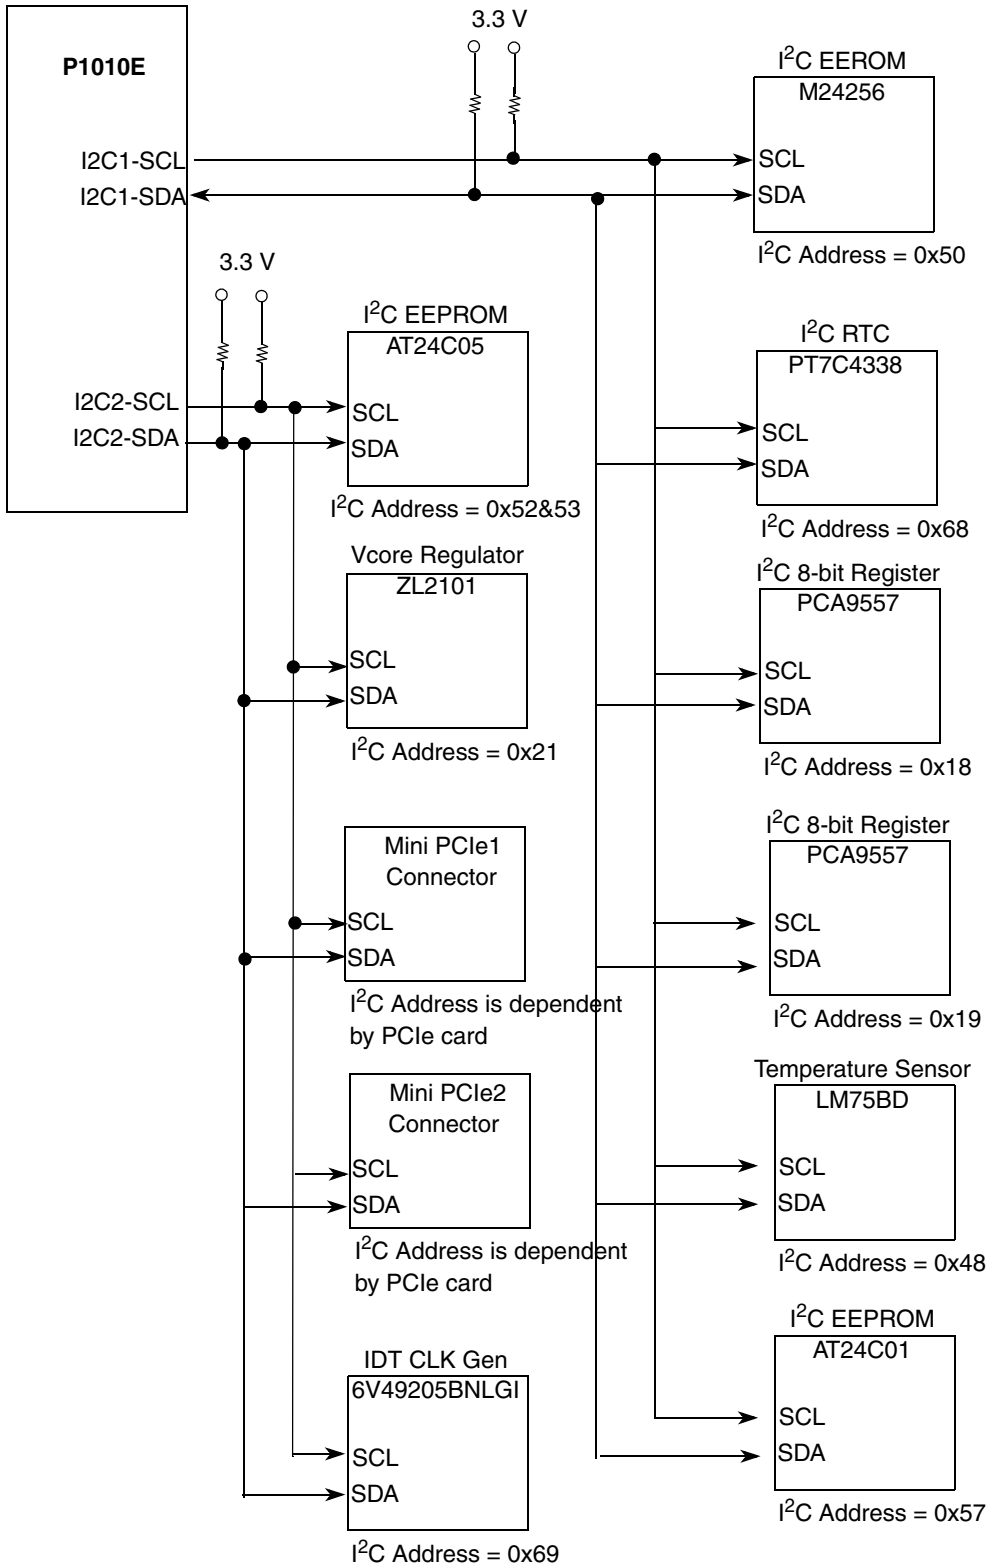 3.3 V
P1010E
I2C1-SCL
I2C1-SDA
I2C EEROM
M24256
SCL
SDA
I2C Address = 0x50
3.3 V
I2C2-SCL
I2C2-SDA
I2C EEPROM
AT24C05
SCL
SDA
I2C Address = 0x52&53
I2C RTC
PT7C4338
SCL
SDA
I2C Address = 0x68
Vcore Regulator
ZL2101
SCL
SDA
I2C Address = 0x21
I2C 8-bit Register
PCA9557
SCL
SDA
I2C Address = 0x18
Mini PCIe1
Connector
SCL
SDA
I2C Address is dependent
by PCIe card
I2C 8-bit Register
PCA9557
SCL
SDA
I2C Address = 0x19
Mini PCIe2
Connector
SCL
SDA
I2C Address is dependent
by PCIe card
Temperature Sensor
LM75BD
SCL
SDA
I2C Address = 0x48
IDT CLK Gen
6V49205BNLGI
SCL
SDA
I2C Address = 0x69
I2C EEPROM
AT24C01
SCL
SDA
I2C Address = 0x57